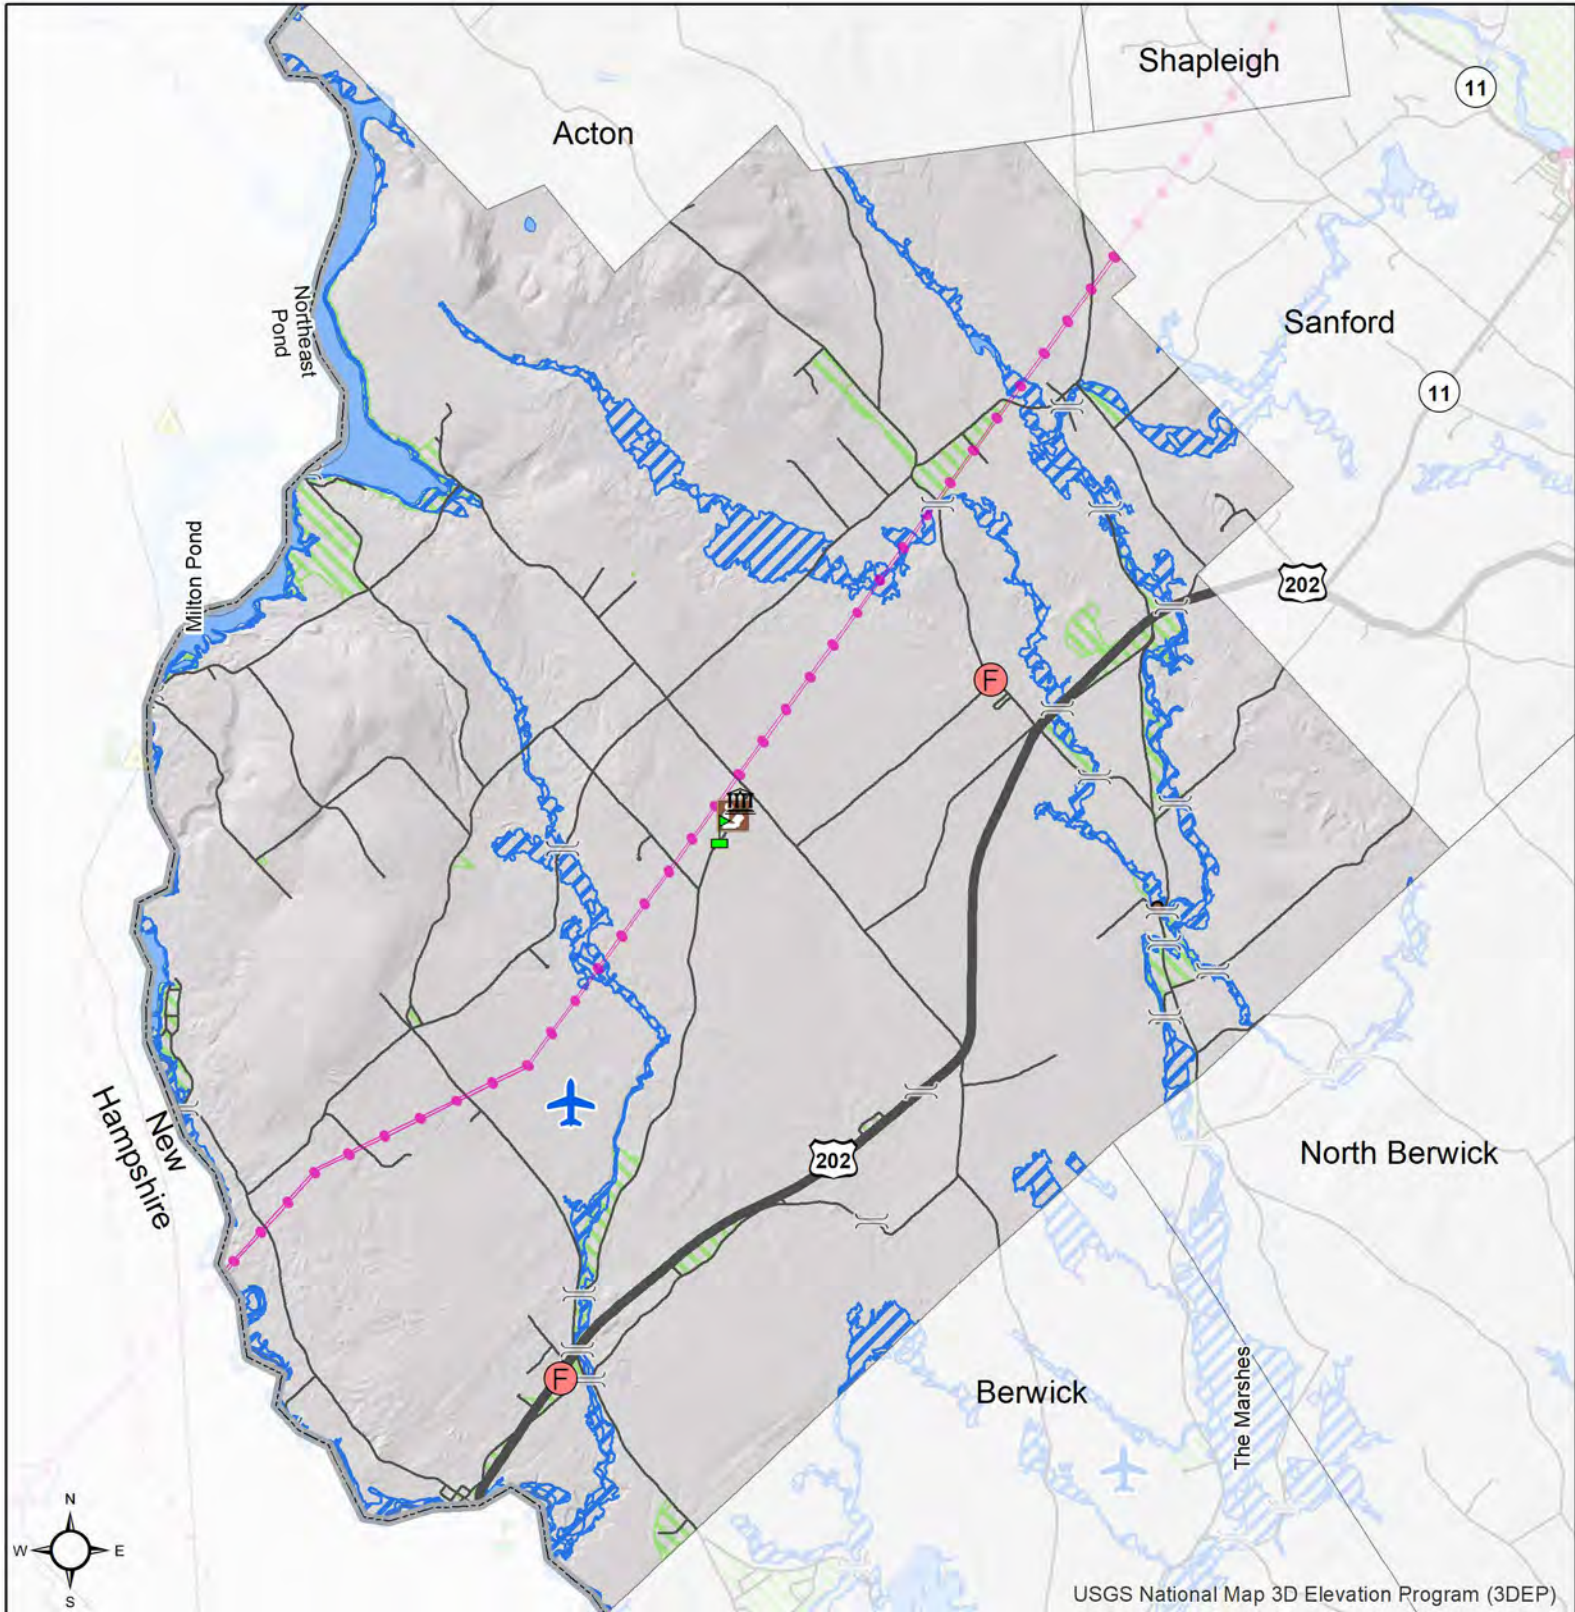 Shapleigh
11
Acton
Sanford
Northeast
Pond
11
Milton Pond
202
F
New
Hampshire
202
North Berwick
F
Berwick
The Marshes
N
W
E
S
USGS National Map 3D Elevation Program (3DEP)